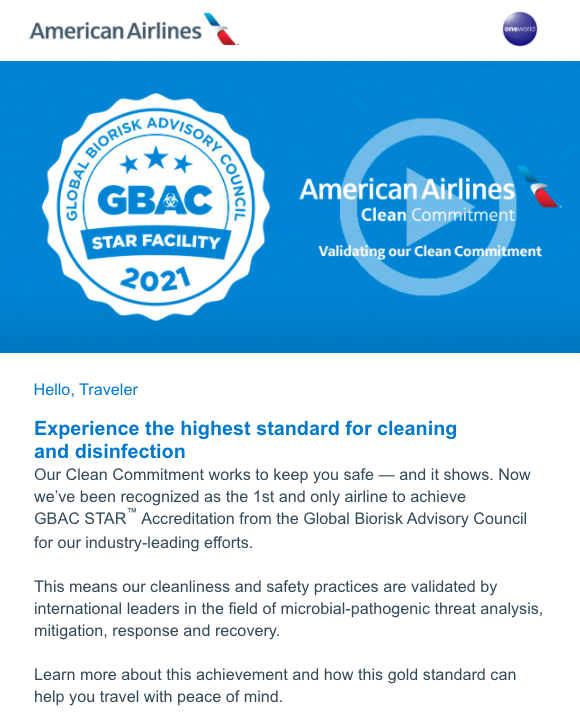 American Airlines
oneworld
GLOBAL BIORISK ADVISORY COUNCIL
GBAC
STAR FACILITY
2021
American Airlines
Clean Commitment
Validating our Clean Commitment
Hello, Traveler
Experience the highest standard for cleaning
and disinfection
Our Clean Commitment works to keep you safe — and it shows. Now
we’ve been recognized as the 1st and only airline to achieve
GBAC STAR™ Accreditation from the Global Biorisk Advisory Council
for our industry-leading efforts.
This means our cleanliness and safety practices are validated by
international leaders in the field of microbial-pathogenic threat analysis,
mitigation, response and recovery.
Learn more about this achievement and how this gold standard can
help you travel with peace of mind.